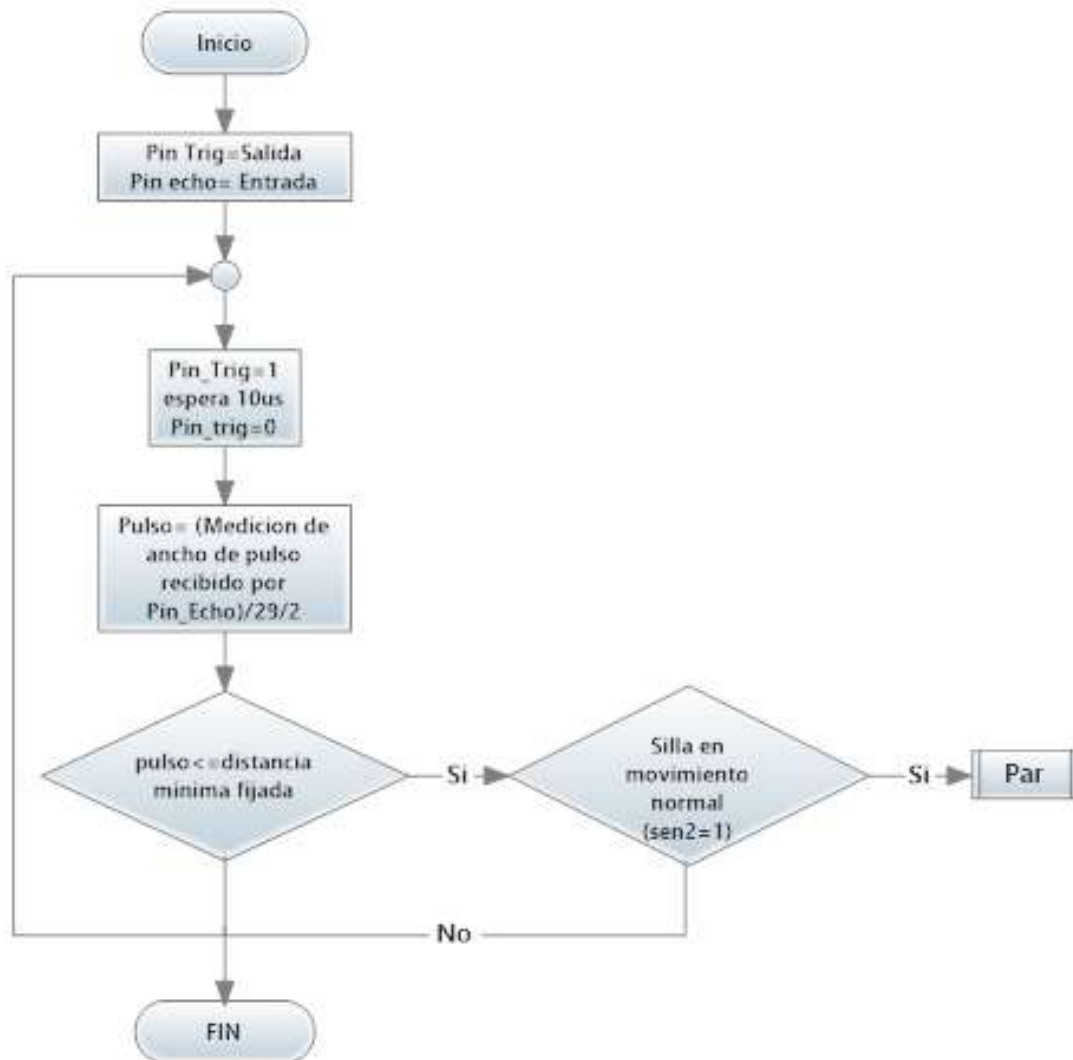 Inicio
Pin Trig=Salida
Pin echo= Entrada
Pin_Trig=1
espera 10us
Pin_trig=0
Pulso= (Medicion de
ancho de pulso
recibido por
Pin_Echo)/29/2
pulso<=distancia
minima fijada
Si
Silla en
movimiento
normal
(sen2=1)
Si
Par
No
FIN